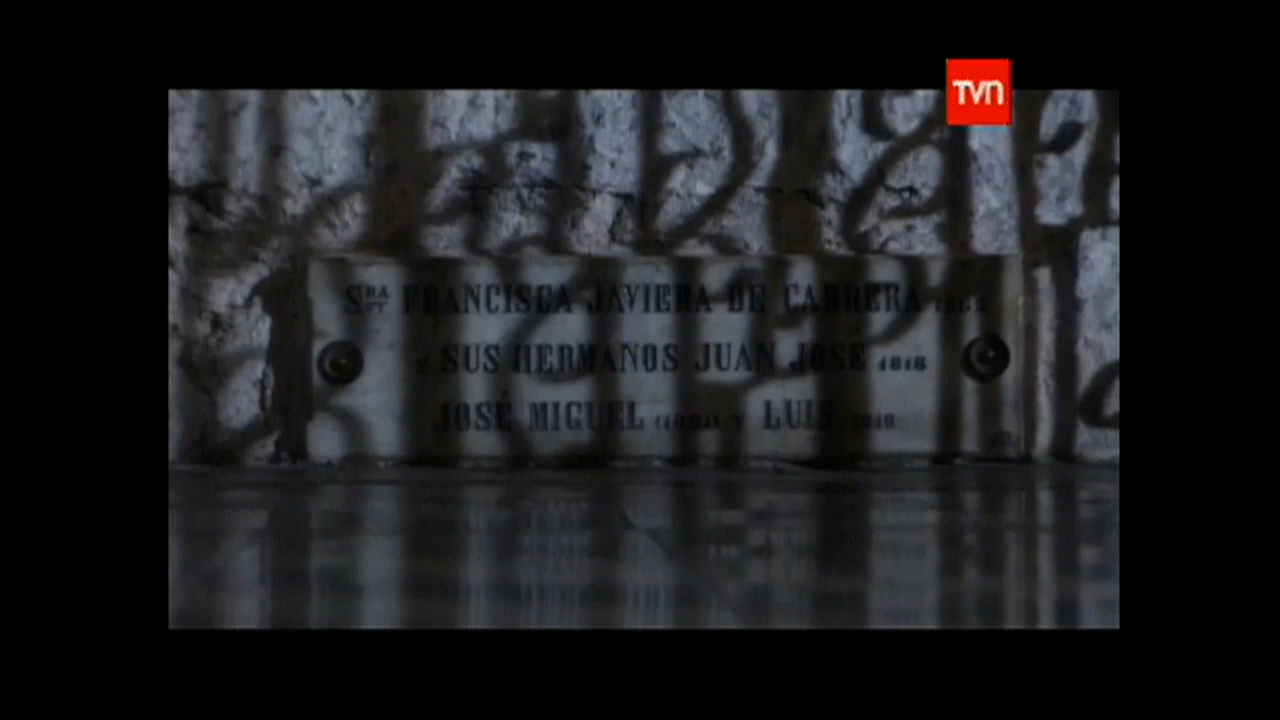 TVN
SRA FRANCISCA JAVIERA DE CARRERA
Y SUS HERMANOS JUAN JOSÉ 1818
JOSÉ MIGUEL Y LUIS